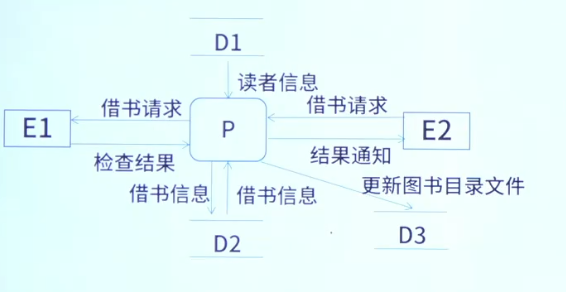 D1
读者信息
借书请求
借书请求
E1
P
E2
检查结果
结果通知
借书信息
借书信息
更新图书目录文件
D2
D3